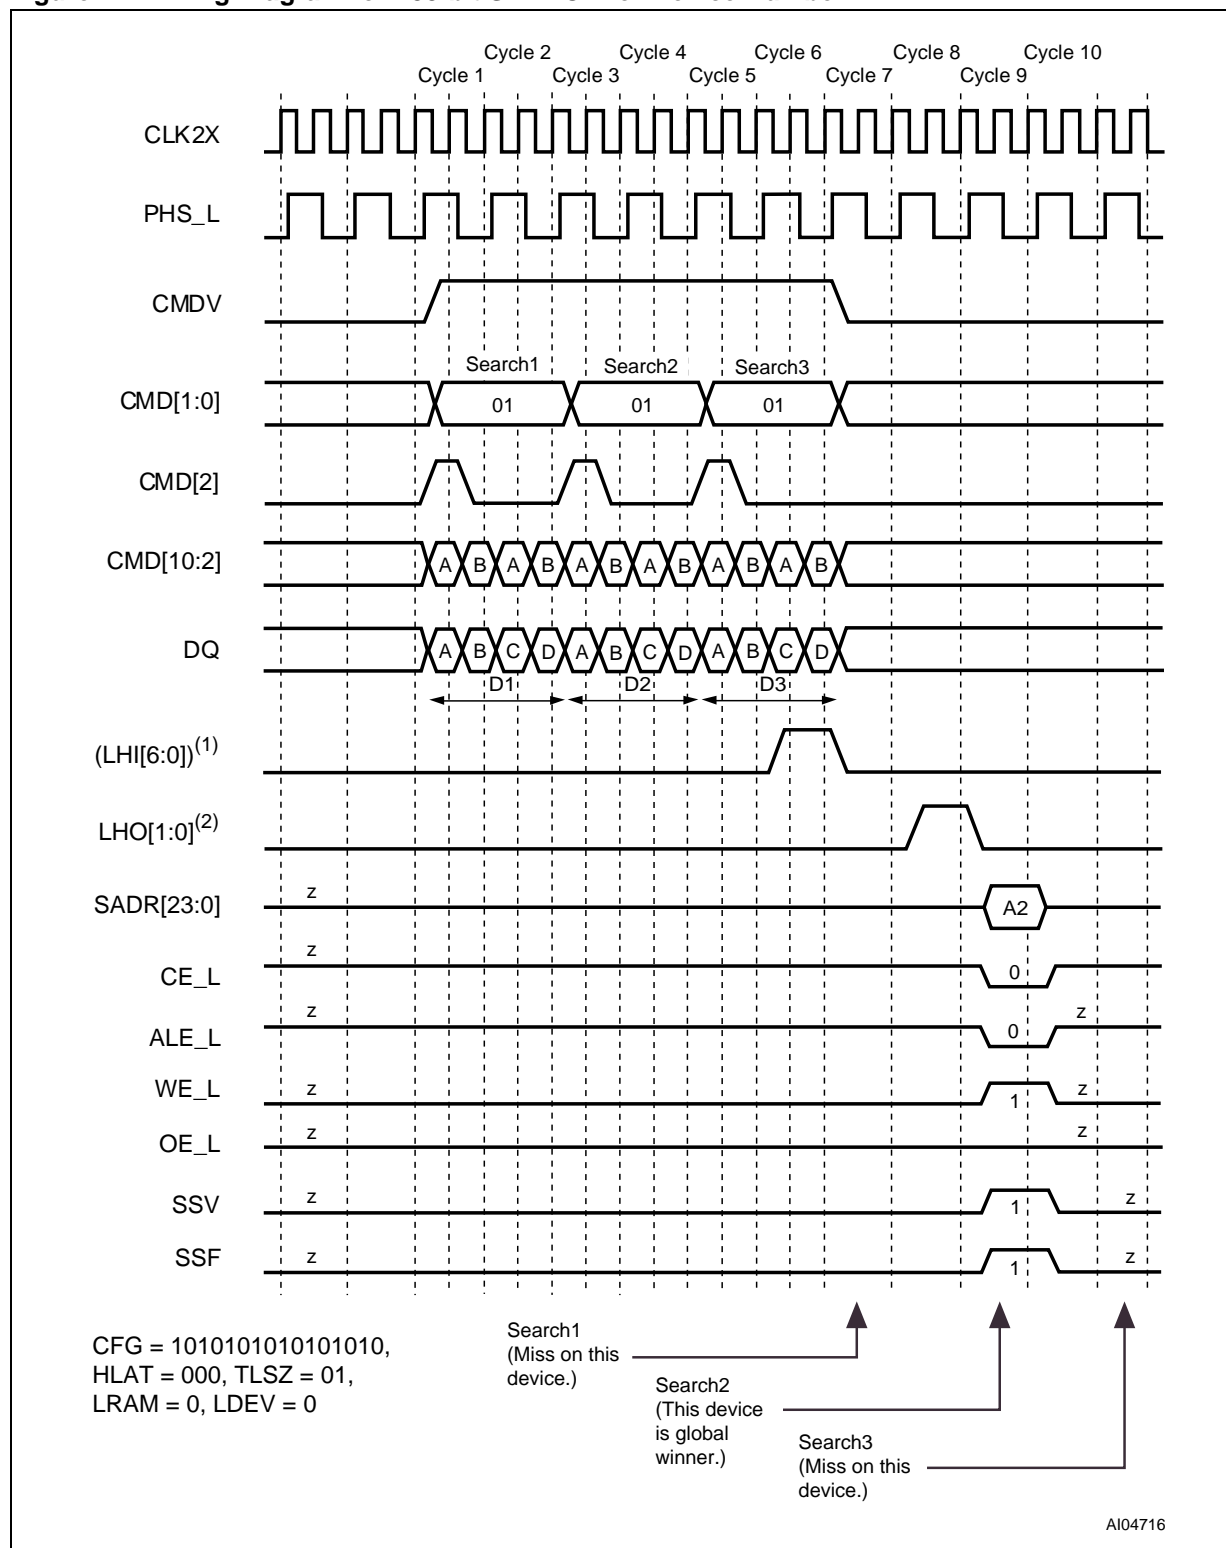 Cycle 2 Cycle 4 Cycle 6 Cycle 8 Cycle 10
Cycle 1 Cycle 3 Cycle 5 Cycle 7 Cycle 9
CLK2X
PHS_L
CMDV
Search1 Search2 Search3
CMD[1:0] 01 01 01
CMD[2]
CMD[10:2] A B A B A B A B A B A B
DQ A B C D A B C D A B C D
D1 D2 D3
(LHI[6:0])(1)
LHO[1:0](2)
SADR[23:0] z A2
CE_L z 0
ALE_L z 0 z
WE_L z 1 z
OE_L z z
SSV z 1 z
SSF z 1 z
CFG = 1010101010101010,
HLAT = 000, TLSZ = 01,
LRAM = 0, LDEV = 0
Search1
(Miss on this
device.)
Search2
(This device
is global
winner.)
Search3
(Miss on this
device.)
AI04716